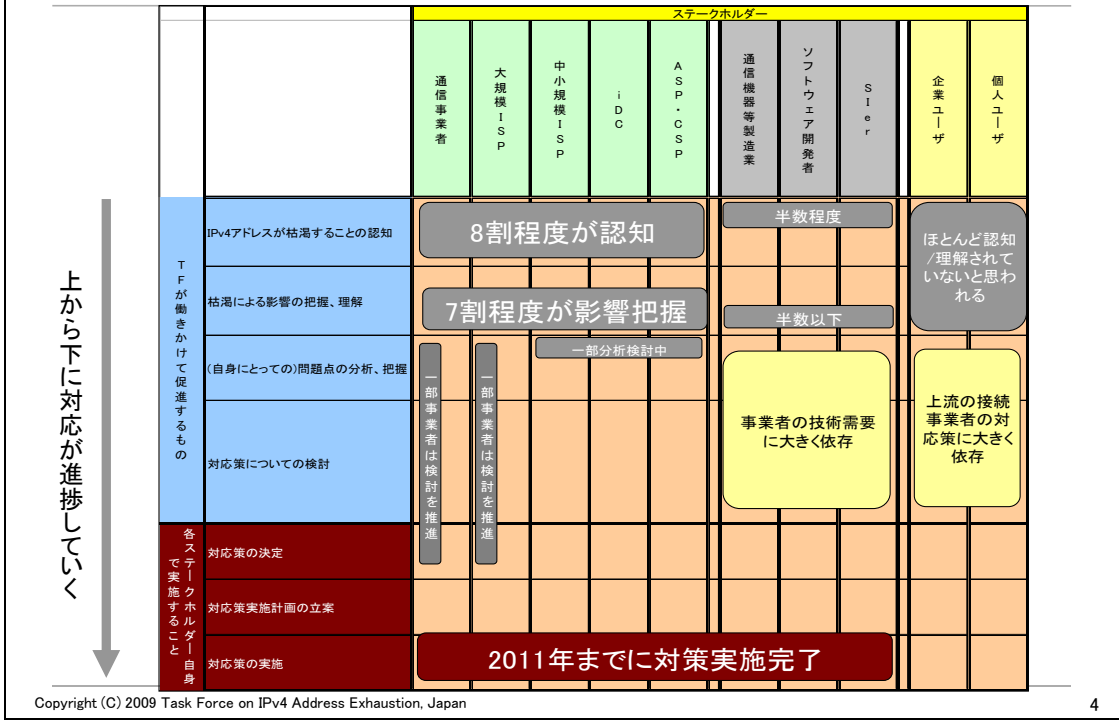 ステークホルダー
通信事業者
大規模ISP
中小規模ISP
iDC
ASP・CSP
通信機器等製造業
ソフトウェア開発者
SIer
企業ユーザ
個人ユーザ
上から下に対応が進捗していく
TFが働きかけて促進するもの
IPv4アドレスが枯渇することの認知
8割程度が認知
半数程度
ほとんど認知
/理解されて
いないと思わ
れる
枯渇による影響の把握、理解
7割程度が影響把握
半数以下
(自身にとっての)問題点の分析、把握
一部事業者は検討を推進
一部事業者は検討を推進
一部分析検討中
事業者の技術需要
に大きく依存
上流の接続
事業者の対
応策に大きく
依存
対応策についての検討
各ステークホルダー自身
で実施すること
対応策の決定
対応策実施計画の立案
対応策の実施
2011年までに対策実施完了
Copyright (C) 2009 Task Force on IPv4 Address Exhaustion, Japan
4